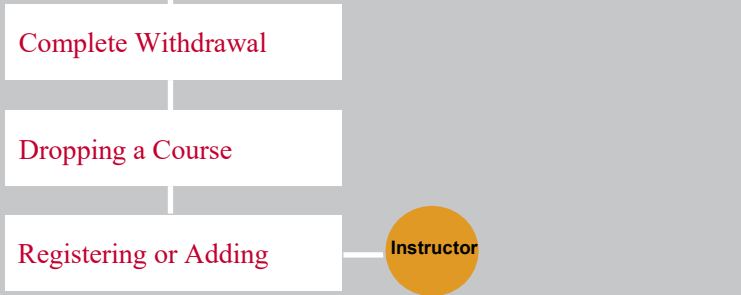 Complete Withdrawal
Dropping a Course
Registering or Adding
Instructor